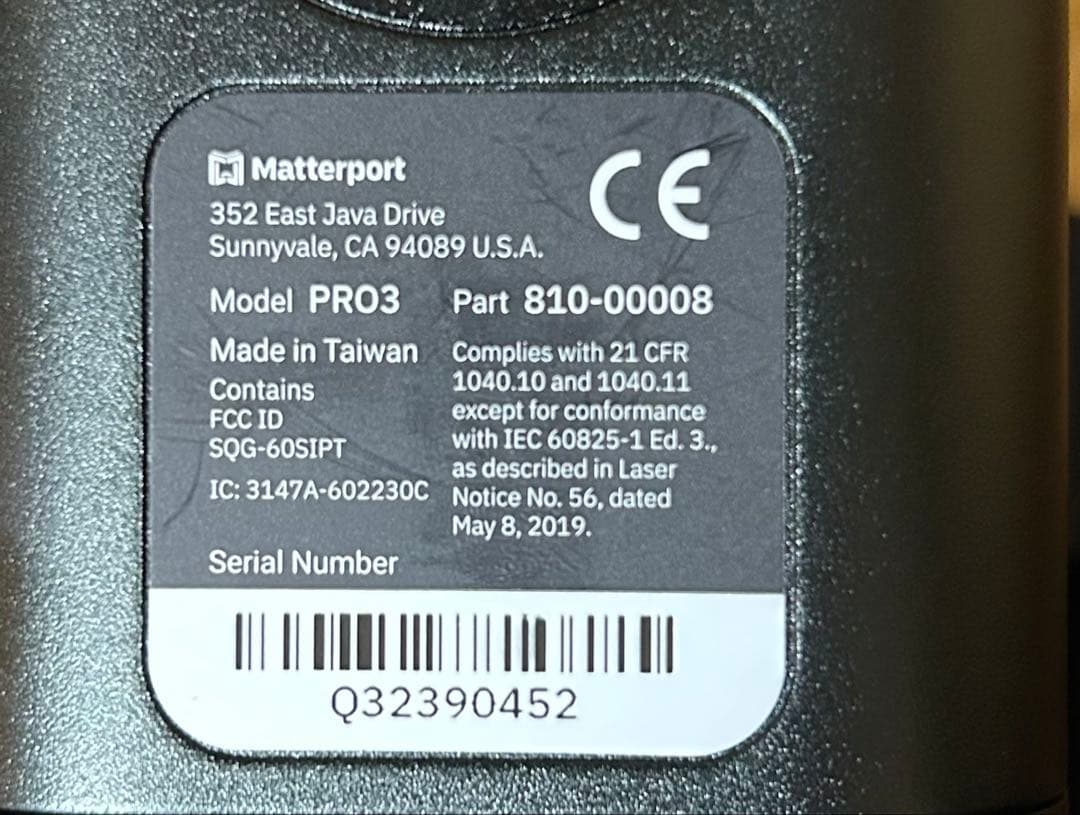 Matterport
CE
352 East Java Drive
Sunnyvale, CA 94089 U.S.A.
Model PRO3
Part 810-00008
Made in Taiwan
Contains
FCC ID
SQG-60SIPT
IC: 3147A-602230C
Complies with 21 CFR
1040.10 and 1040.11
except for conformance
with IEC 60825-1 Ed. 3.,
as described in Laser
Notice No. 56, dated
May 8, 2019.
Serial Number
Q32390452